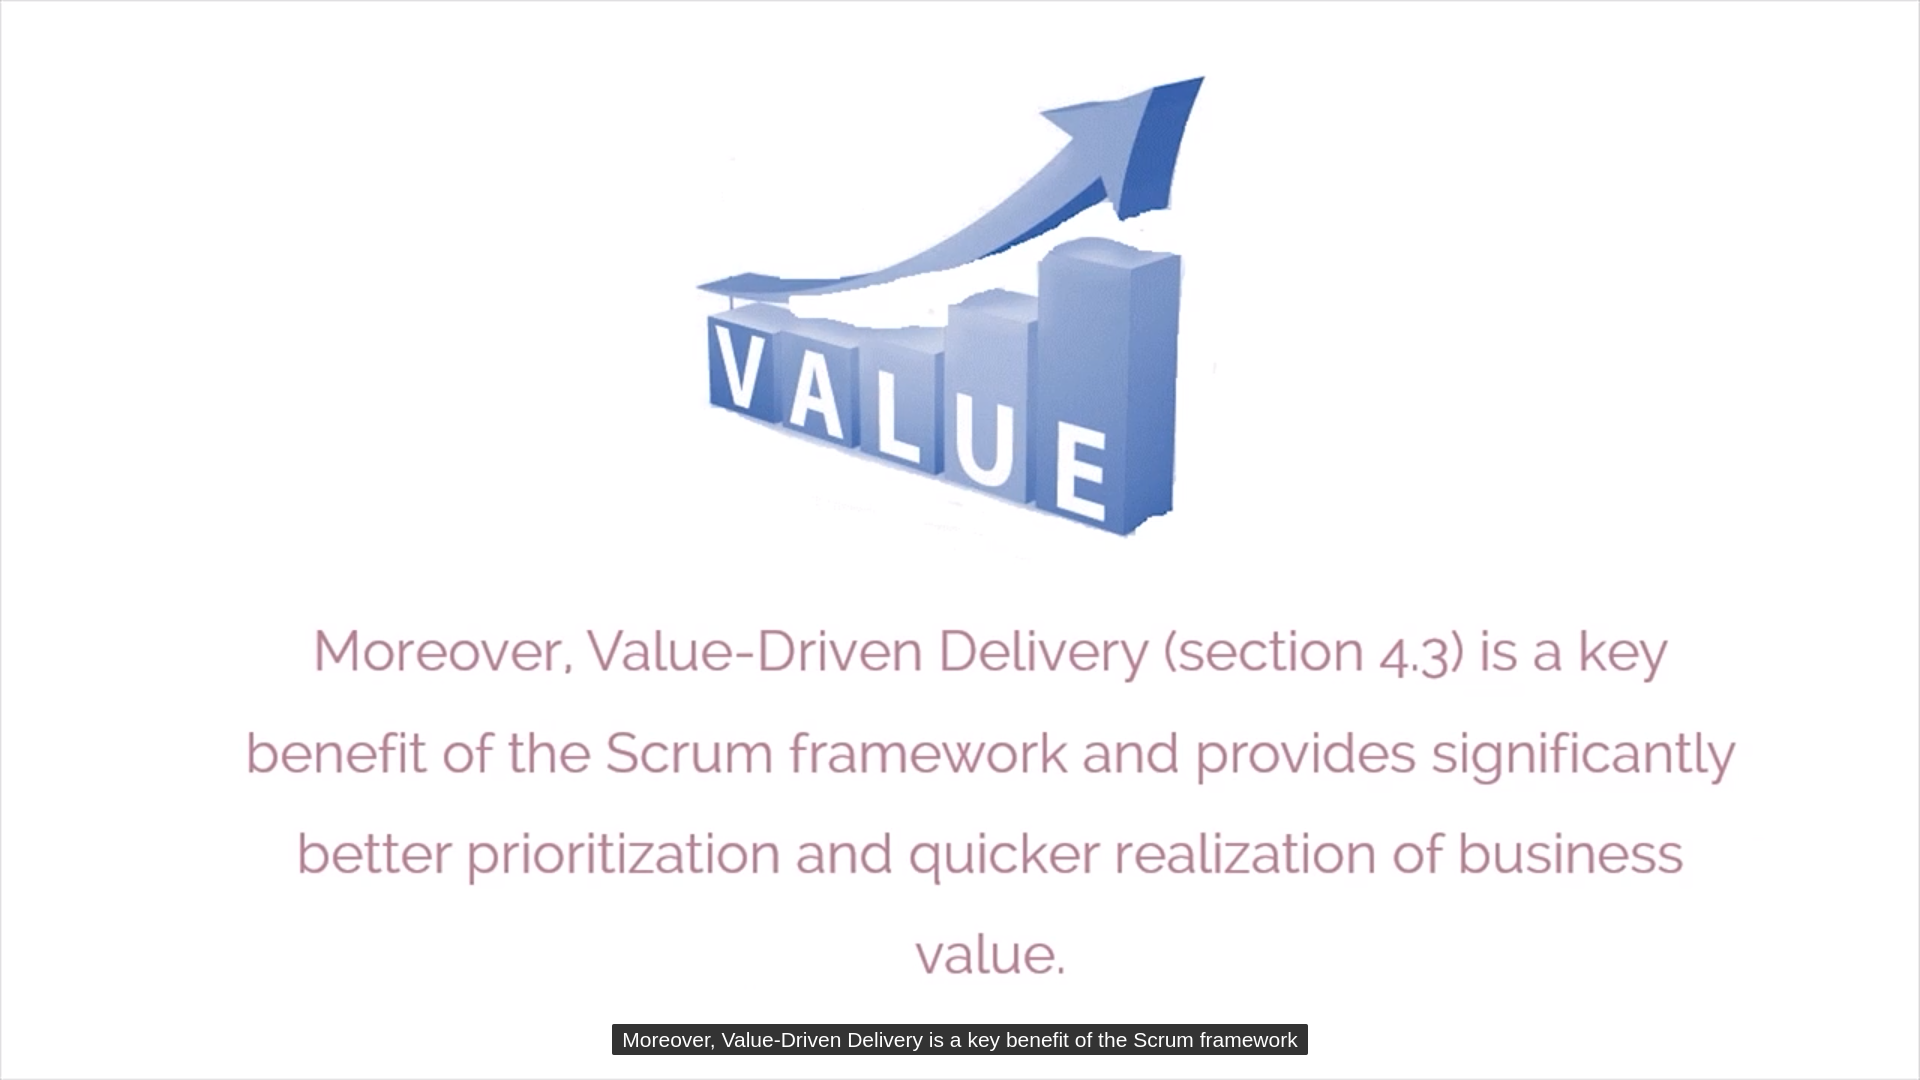 VALUE
Moreover, Value-Driven Delivery (section 4.3) is a key
benefit of the Scrum framework and provides significantly
better prioritization and quicker realization of business
value.
Moreover, Value-Driven Delivery is a key benefit of the Scrum framework